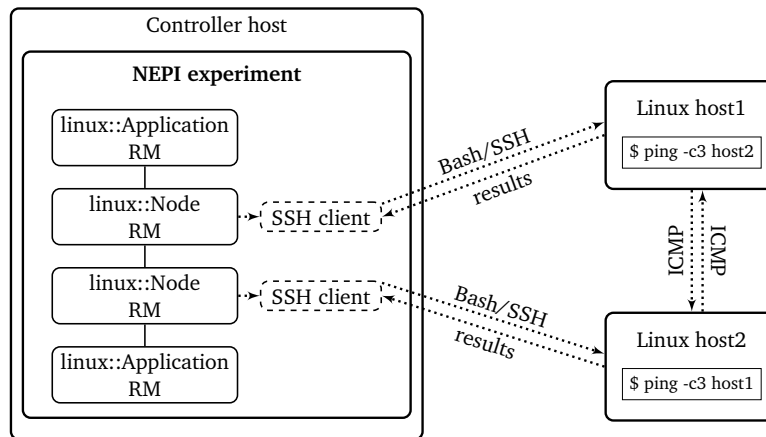 Controller host
NEPI experiment
linux::Application
RM
linux::Node
RM
SSH client
linux::Node
RM
SSH client
linux::Application
RM
Bash/SSH
results
Bash/SSH
results
Linux host1
$ ping -c3 host2
ICMP
ICMP
Linux host2
$ ping -c3 host1